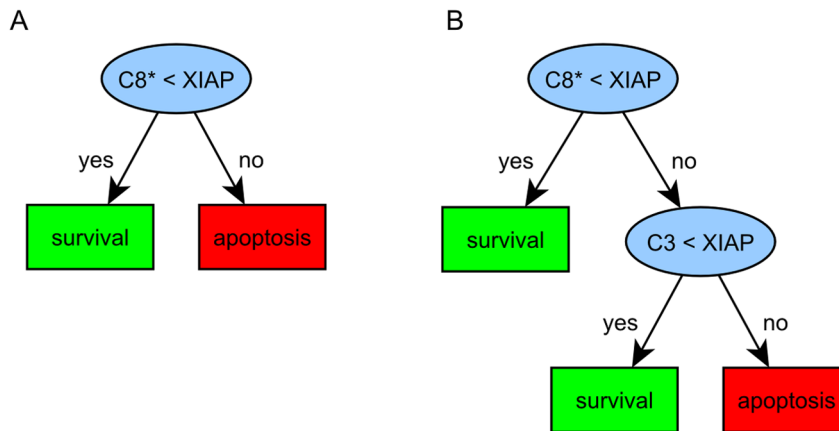 A
C8* < XIAP
yes
no
survival
apoptosis
B
C8* < XIAP
yes
no
survival
C3 < XIAP
yes
no
survival
apoptosis